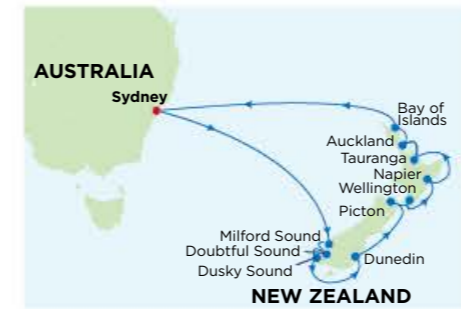 AUSTRALIA
Sydney
Bay of
Islands
Auckland
Tauranga
Napier
Wellington
Picton
Milford Sound
Doubtful Sound
Dusky Sound
Dunedin
NEW ZEALAND